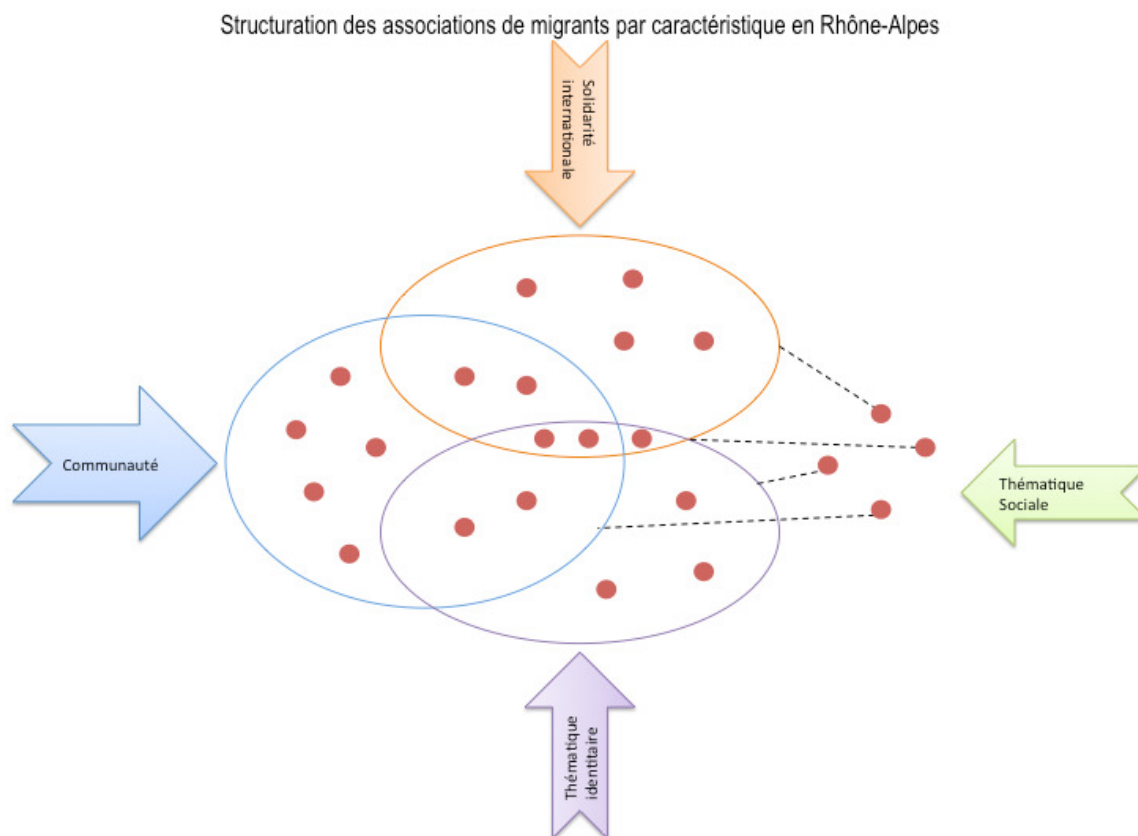 Structuration des associations de migrants par caractéristique en Rhône-Alpes
Solidarité
internationale
Communauté
Thématique
Sociale
Thématique
identitaire